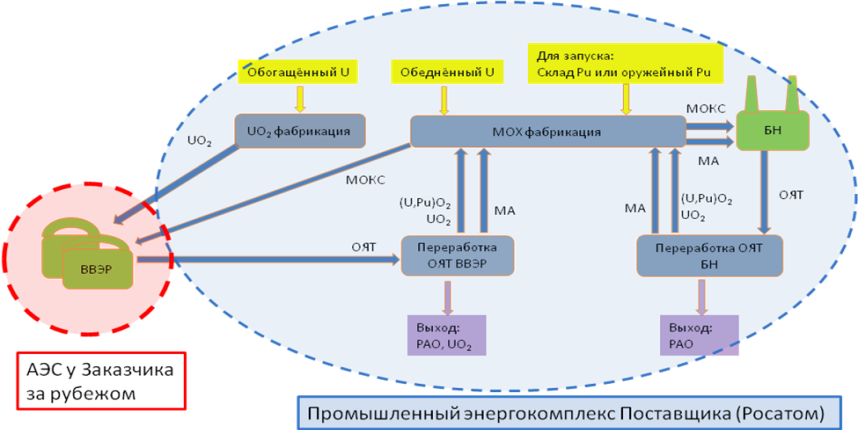 Для запуска:
Склад Pu или оружейный Pu
Обогащённый U
Обеднённый U
UO₂
UO₂ фабрикация
МОХ фабрикация
МОКС
МА
БН
МОКС
(U,Pu)O₂
UO₂
МА
МА
(U,Pu)O₂
UO₂
ОЯТ
ВВЭР
ОЯТ
Переработка
ОЯТ ВВЭР
Переработка ОЯТ
БН
Выход:
РАО, UO₂
Выход:
РАО
АЭС у Заказчика
за рубежом
Промышленный энергокомплекс Поставщика (Росатом)